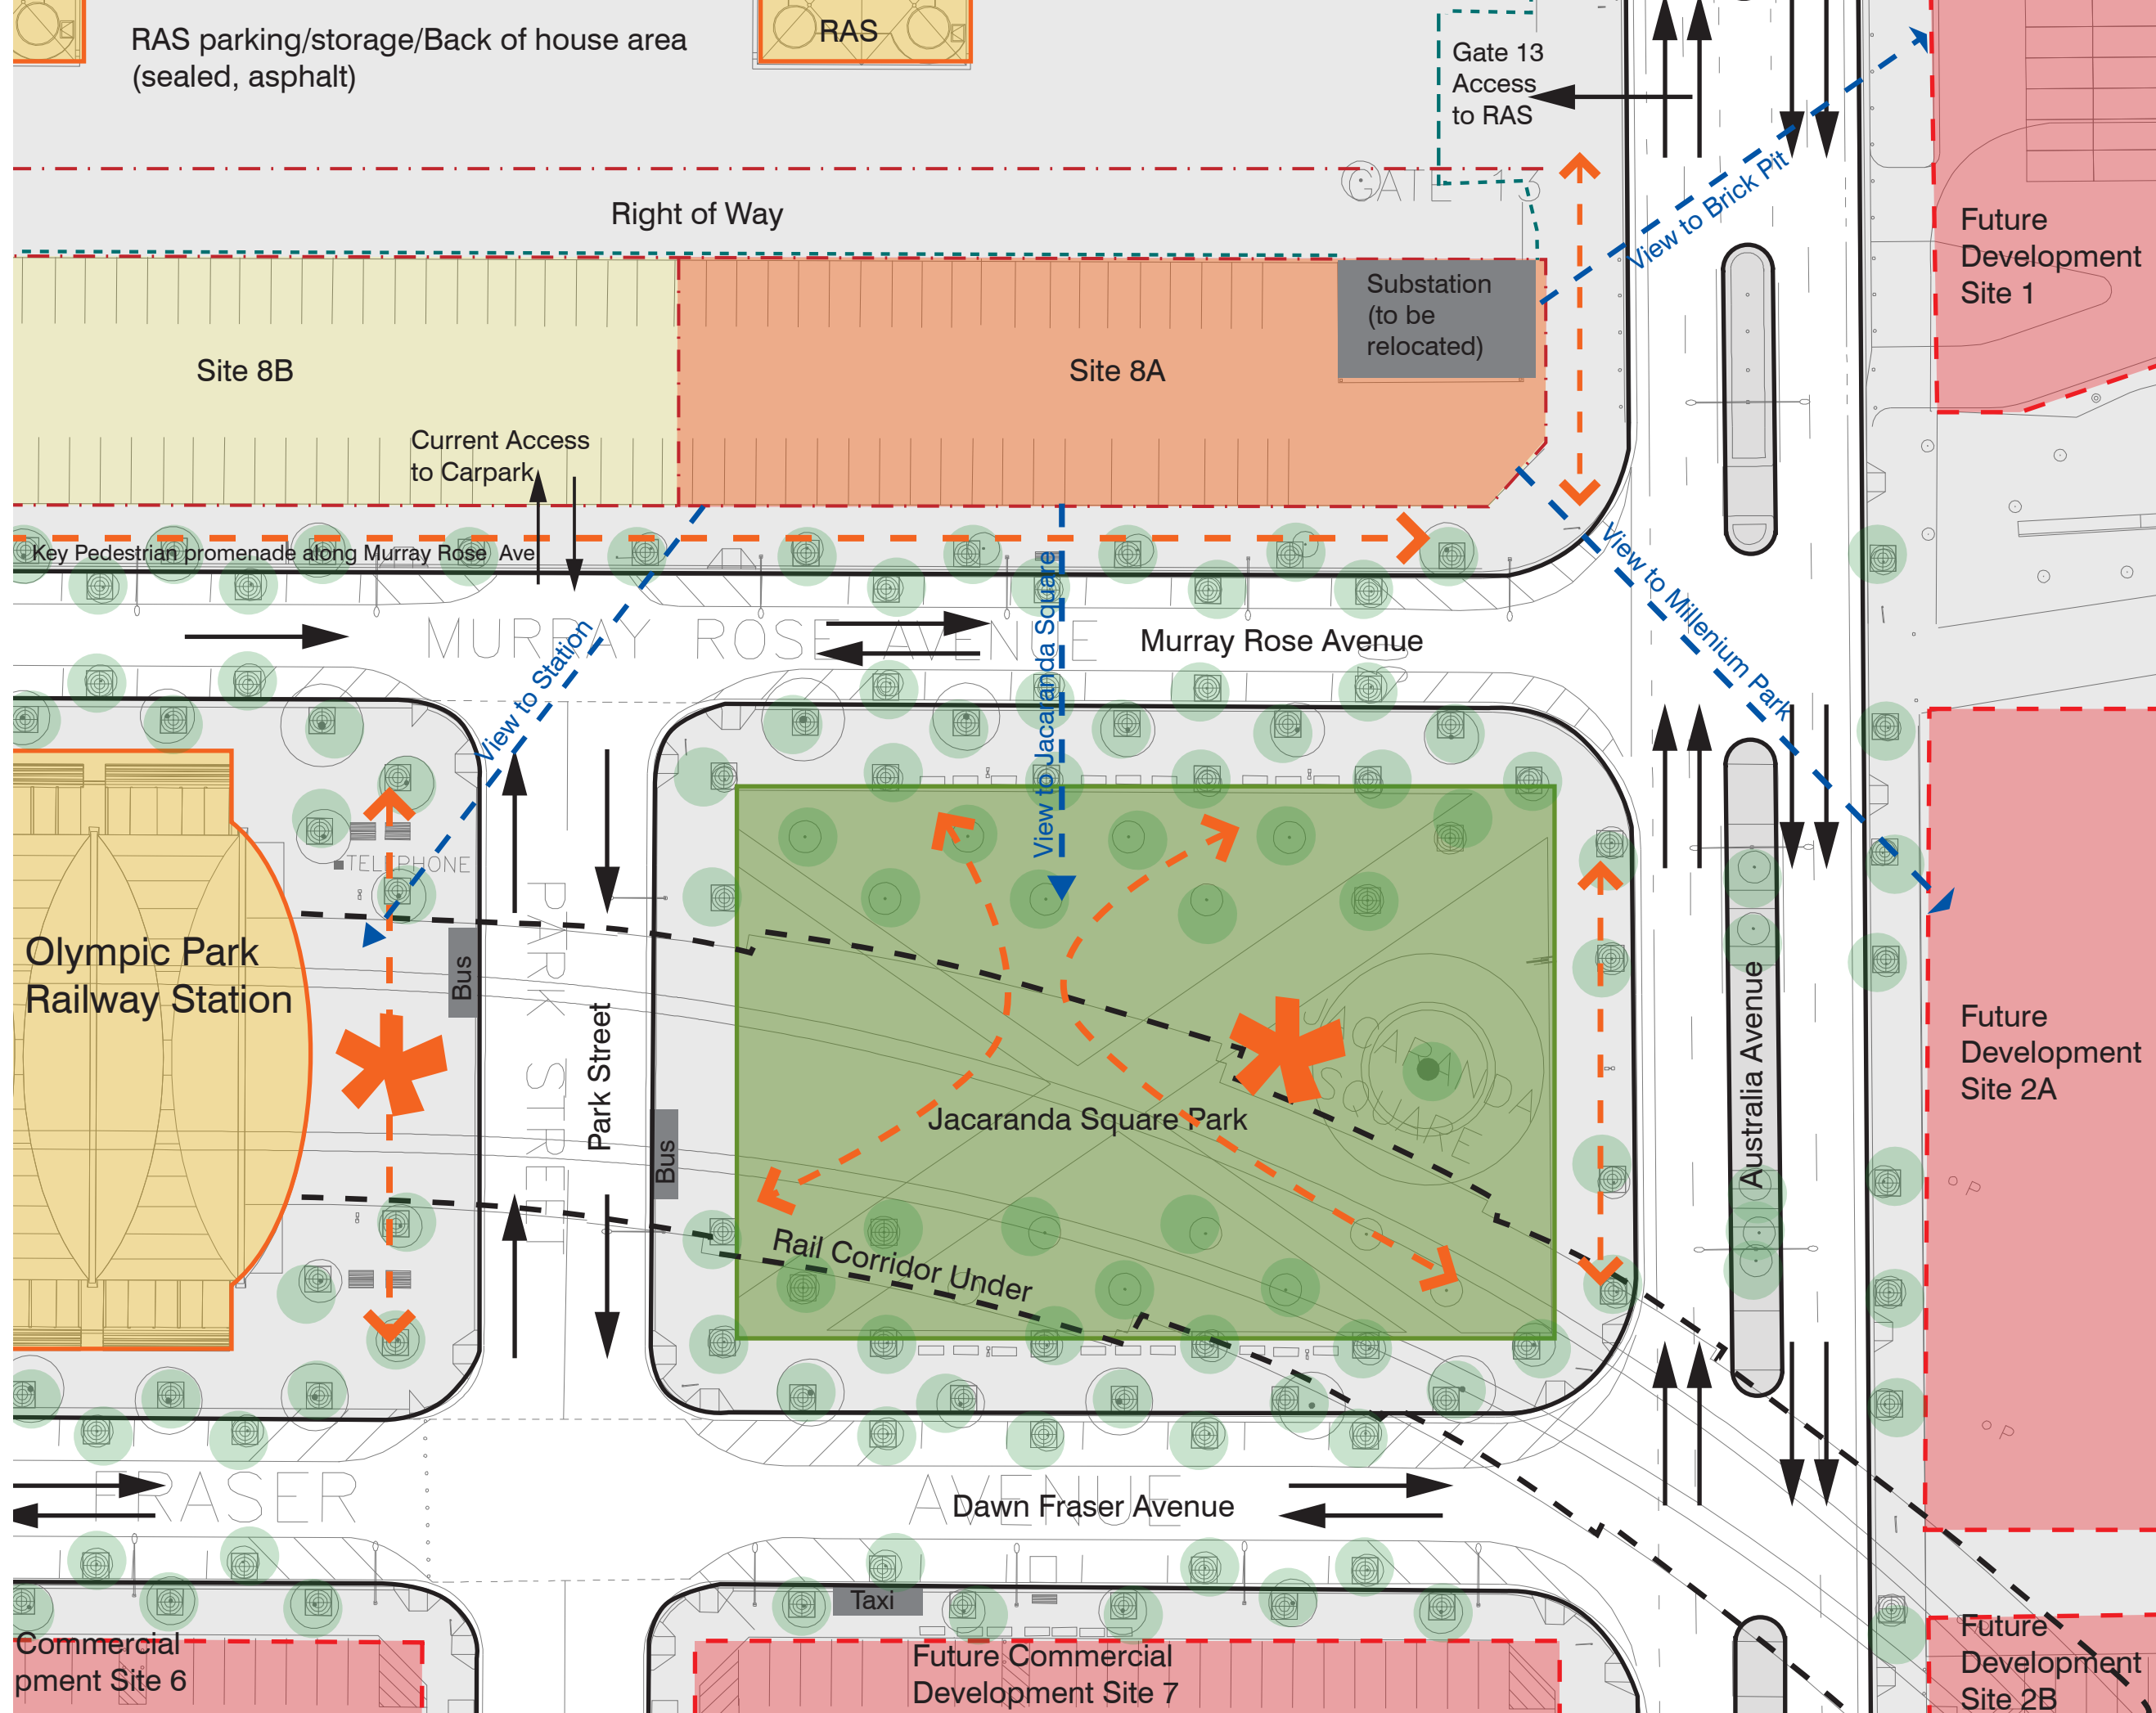 RAS parking/storage/Back of house area
(sealed, asphalt)
RAS
Gate 13
Access
to RAS
GATE 13
Right of Way
View to Brick Pit
Future
Development
Site 1
Substation
(to be
relocated)
Site 8B
Site 8A
Current Access
to Carpark
Key Pedestrian promenade along Murray Rose Ave
MURRAY ROSE AVENUE
Murray Rose Avenue
View to Station
View to Jacaranda Square
View to Millenium Park
TELEPHONE
Olympic Park
Railway Station
Bus
PARK STREET
Park Street
Bus
JACARANDA
SQUARE
Jacaranda Square Park
Rail Corridor Under
Australia Avenue
Future
Development
Site 2A
O P
O P
FRASER AVENUE
Dawn Fraser Avenue
Taxi
Commercial
pment Site 6
Future Commercial
Development Site 7
Future
Development
Site 2B